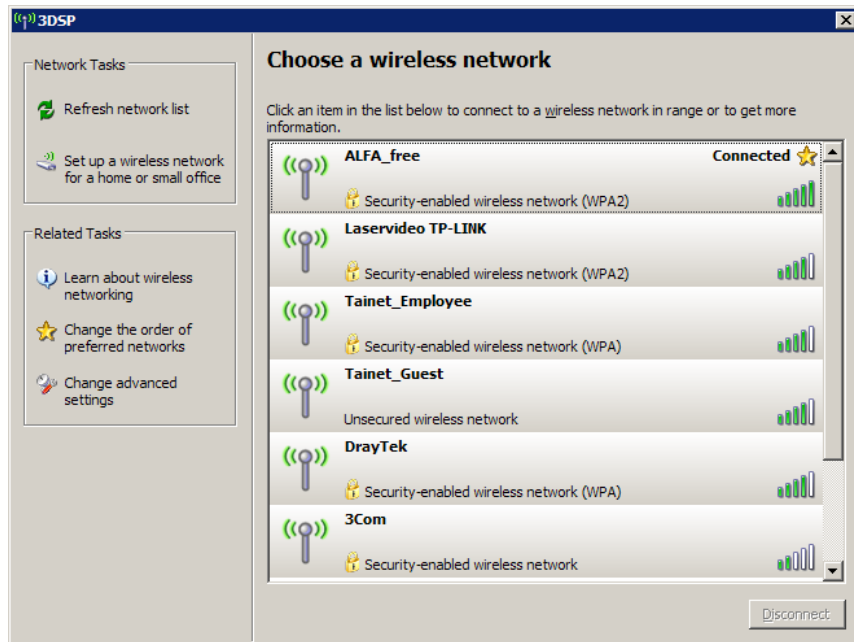 3DSP
Network Tasks
Refresh network list
Set up a wireless network
for a home or small office
Related Tasks
Learn about wireless
networking
Change the order of
preferred networks
Change advanced
settings
Choose a wireless network
Click an item in the list below to connect to a wireless network in range or to get more
information.
ALFA_free Connected
Security-enabled wireless network (WPA2)
Laservideo TP-LINK
Security-enabled wireless network (WPA2)
Tainet_Employee
Security-enabled wireless network (WPA)
Tainet_Guest
Unsecured wireless network
DrayTek
Security-enabled wireless network (WPA)
3Com
Security-enabled wireless network
Disconnect